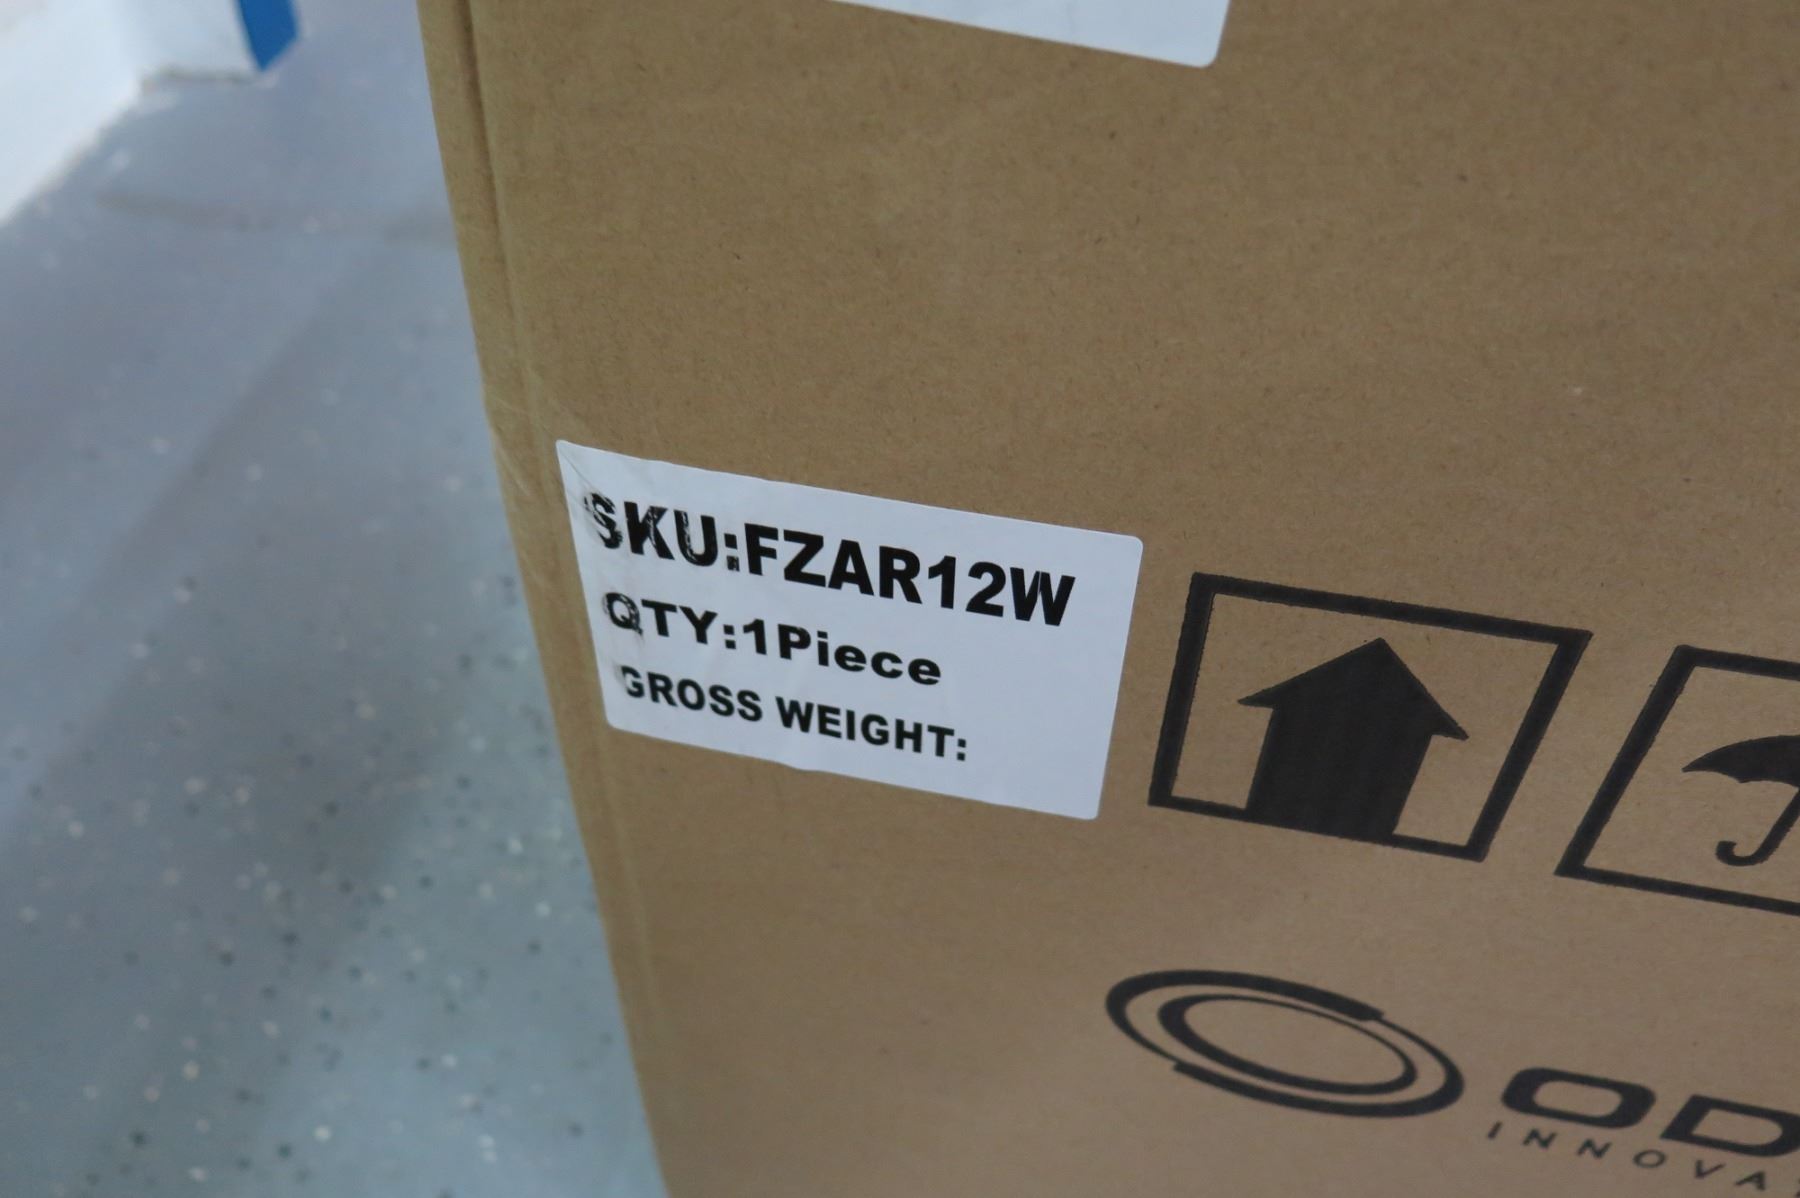 SKU:FZAR12W
QTY:1Piece
GROSS WEIGHT: